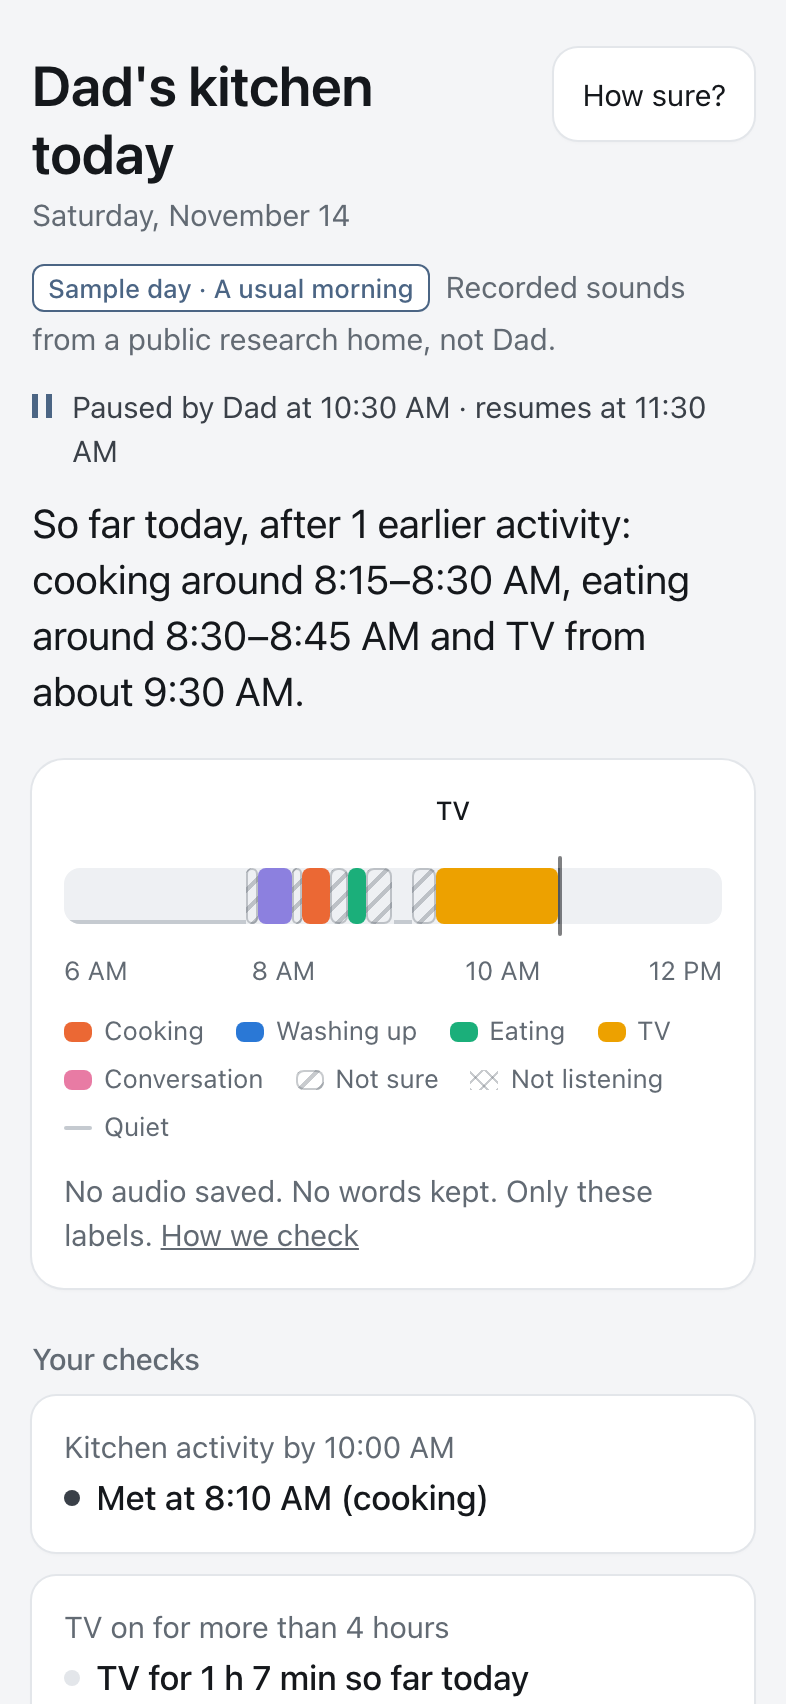 Dad's kitchen
today
How sure?
Saturday, November 14
Sample day · A usual morning Recorded sounds
from a public research home, not Dad.
Paused by Dad at 10:30 AM · resumes at 11:30
AM
So far today, after 1 earlier activity:
cooking around 8:15–8:30 AM, eating
around 8:30–8:45 AM and TV from
about 9:30 AM.
TV
6 AM 8 AM 10 AM 12 PM
Cooking Washing up Eating TV
Conversation Not sure Not listening
Quiet
No audio saved. No words kept. Only these
labels. How we check
Your checks
Kitchen activity by 10:00 AM
Met at 8:10 AM (cooking)
TV on for more than 4 hours
TV for 1 h 7 min so far today